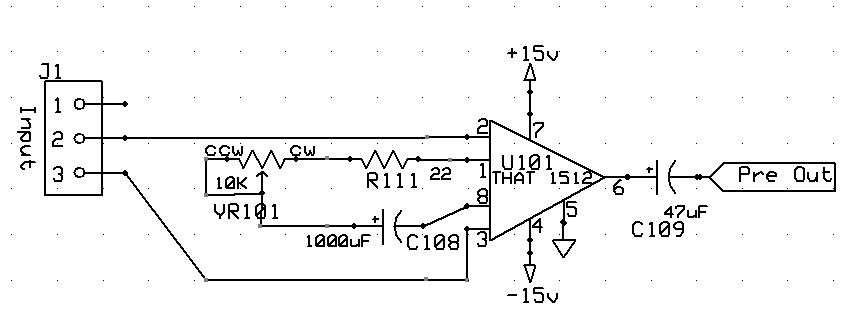 +15v
J1
Input
1
2
3
2
7
CCW
CW
10K
VR101
R111
22
1
U101
THAT 1512
8
3
1000uF
+
C108
4
5
6
+
47uF
C109
Pre Out
-15v